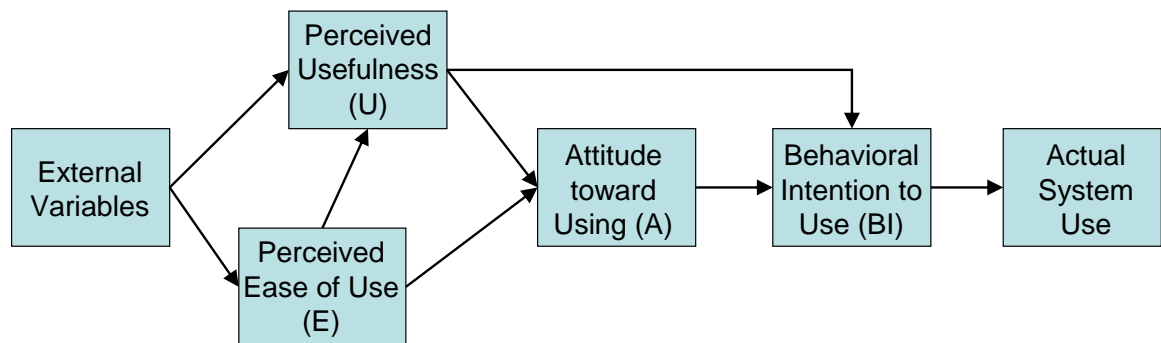 External
Variables
Perceived
Usefulness
(U)
Perceived
Ease of Use
(E)
Attitude
toward
Using (A)
Behavioral
Intention to
Use (BI)
Actual
System
Use